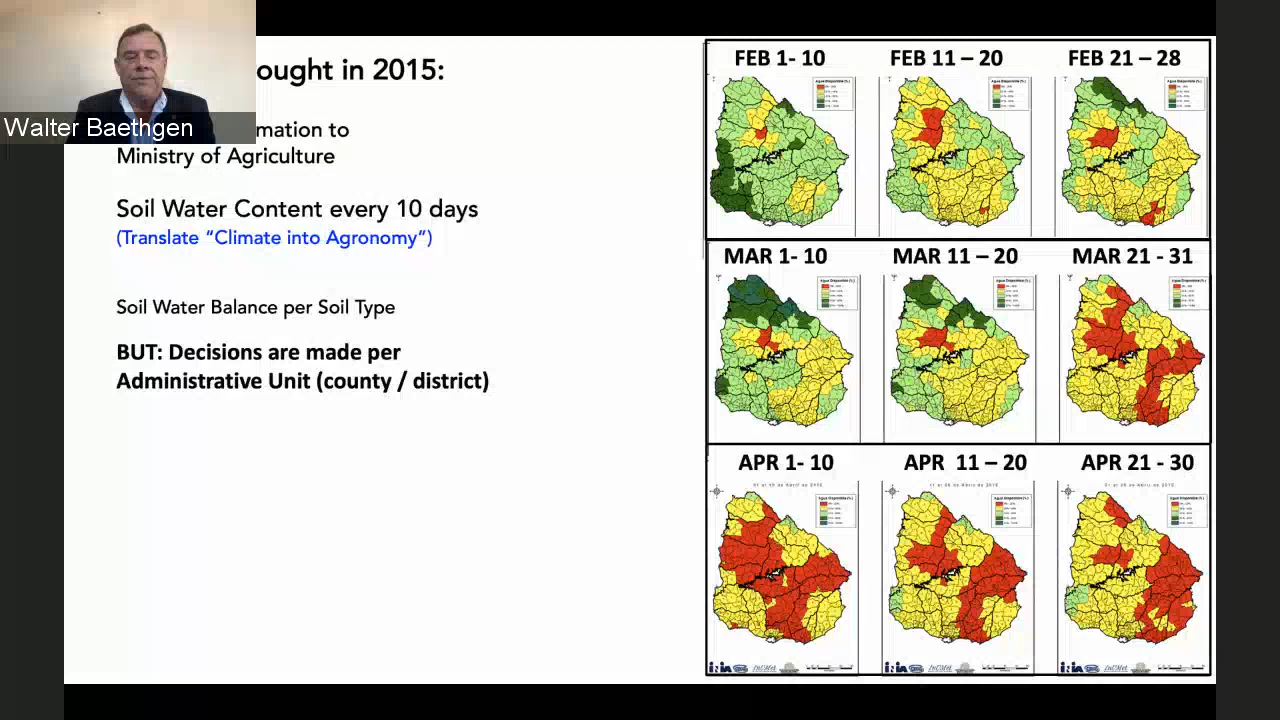 Walter Baethgen
ought in 2015:
mation to
Ministry of Agriculture
Soil Water Content every 10 days
(Translate “Climate into Agronomy”)
Soil Water Balance per Soil Type
BUT: Decisions are made per
Administrative Unit (county / district)
FEB 1- 10
FEB 11 – 20
FEB 21 – 28
MAR 1- 10
MAR 11 – 20
MAR 21 - 31
APR 1- 10
APR 11 – 20
APR 21 - 30